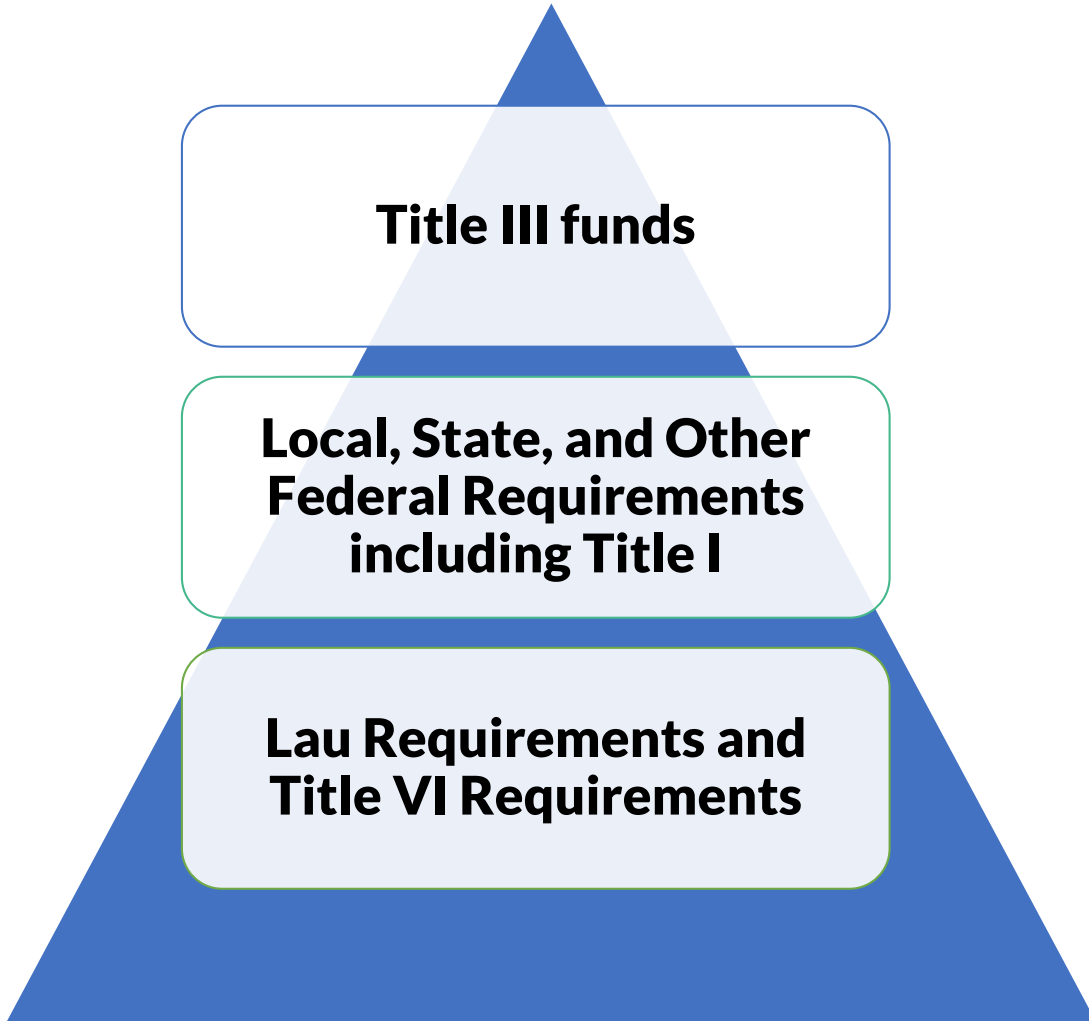 Title III funds
Local, State, and Other
Federal Requirements
including Title I
Lau Requirements and
Title VI Requirements